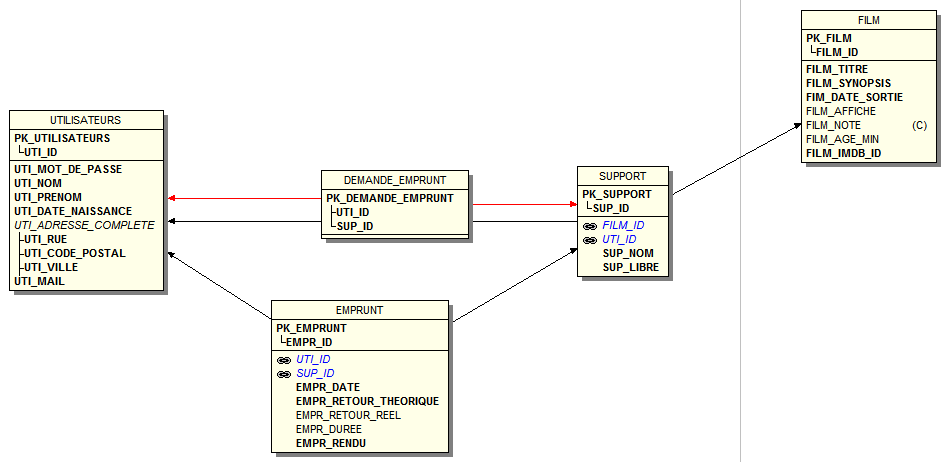 FILM
PK_FILM
FILM_ID
FILM_TITRE
FILM_SYNOPSIS
FIM_DATE_SORTIE
FILM_AFFICHE
FILM_NOTE (C)
FILM_AGE_MIN
FILM_IMDB_ID
UTILISATEURS
PK_UTILISATEURS
UTI_ID
UTI_MOT_DE_PASSE
UTI_NOM
UTI_PRENOM
UTI_DATE_NAISSANCE
UTI_ADRESSE_COMPLETE
UTI_RUE
UTI_CODE_POSTAL
UTI_VILLE
UTI_MAIL
DEMANDE_EMPRUNT
PK_DEMANDE_EMPRUNT
UTI_ID
SUP_ID
SUPPORT
PK_SUPPORT
SUP_ID
FILM_ID
UTI_ID
SUP_NOM
SUP_LIBRE
EMPRUNT
PK_EMPRUNT
EMPR_ID
UTI_ID
SUP_ID
EMPR_DATE
EMPR_RETOUR_THEORIQUE
EMPR_RETOUR_REEL
EMPR_DUREE
EMPR_RENDU